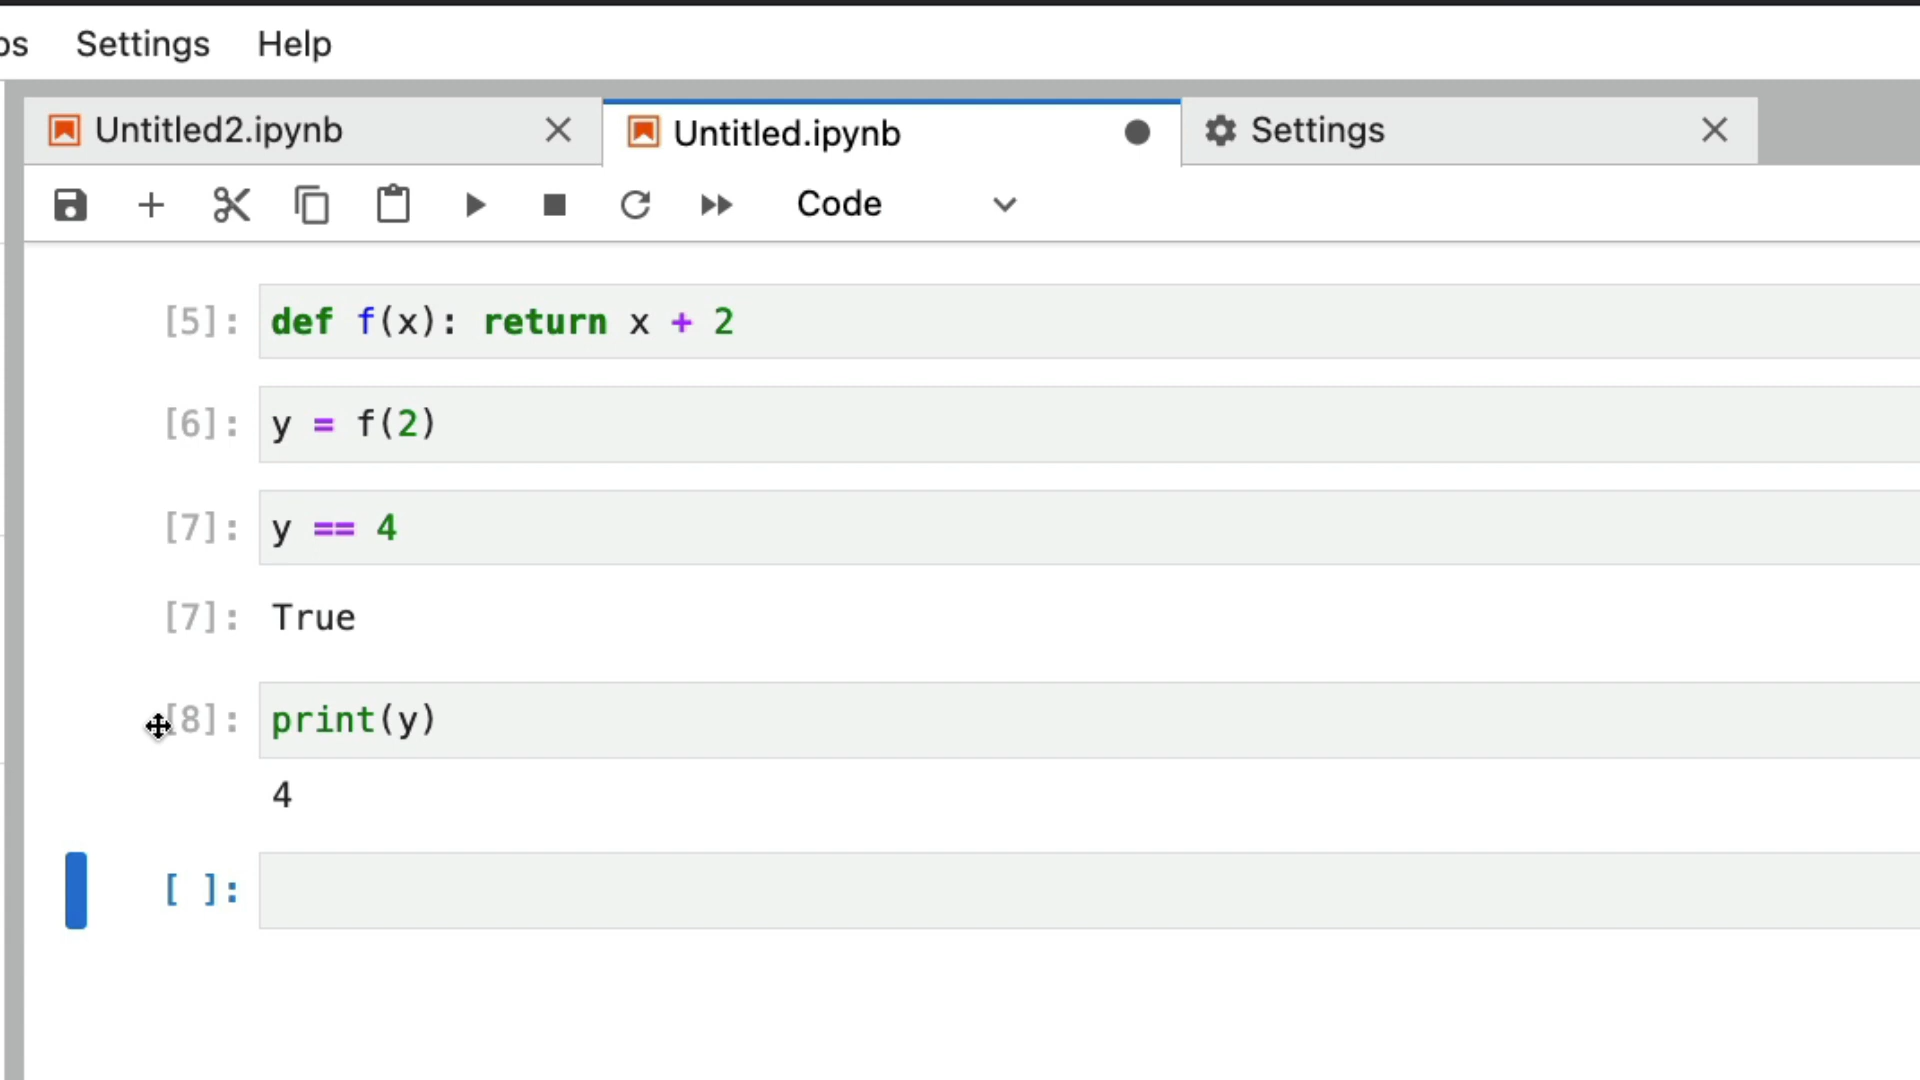 Settings Help
Untitled2.ipynb Untitled.ipynb Settings
Code
[5]: def f(x): return x + 2
[6]: y = f(2)
[7]: y == 4
[7]: True
[8]: print(y)
4
[ ]: